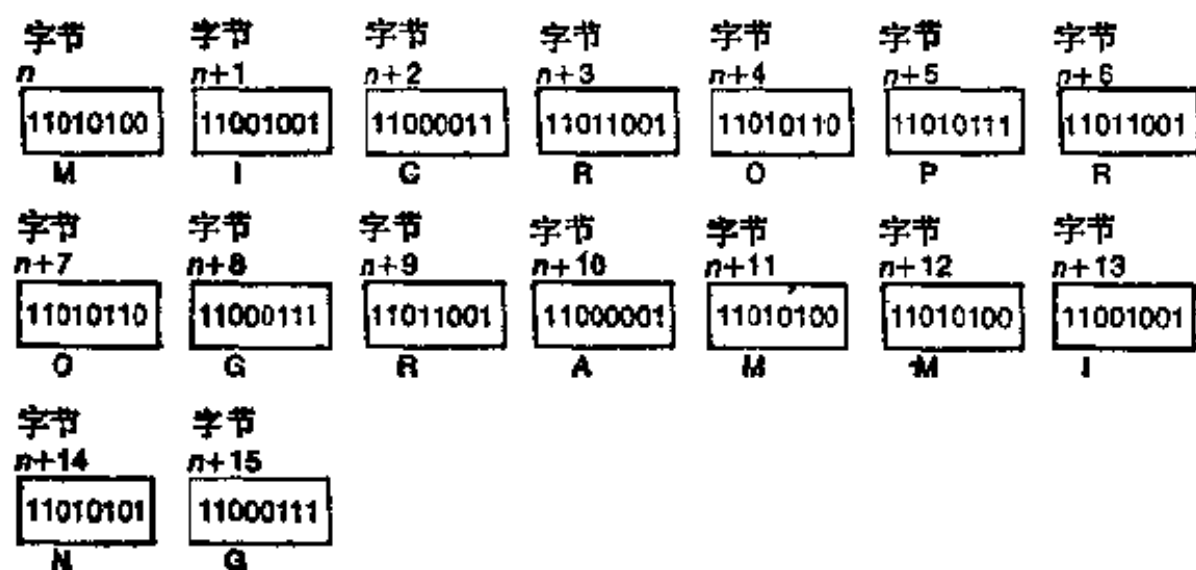 字节 字节 字节 字节 字节 字节 字节
n n+1 n+2 n+3 n+4 n+5 n+6
11010100 11001001 11000011 11011001 11010110 11010111 11011001
M I C R O P R
字节 字节 字节 字节 字节 字节 字节
n+7 n+8 n+9 n+10 n+11 n+12 n+13
11010110 11000111 11011001 11000001 11010100 11010100 11001001
O G R A M M I
字节 字节
n+14 n+15
11010101 11000111
N G